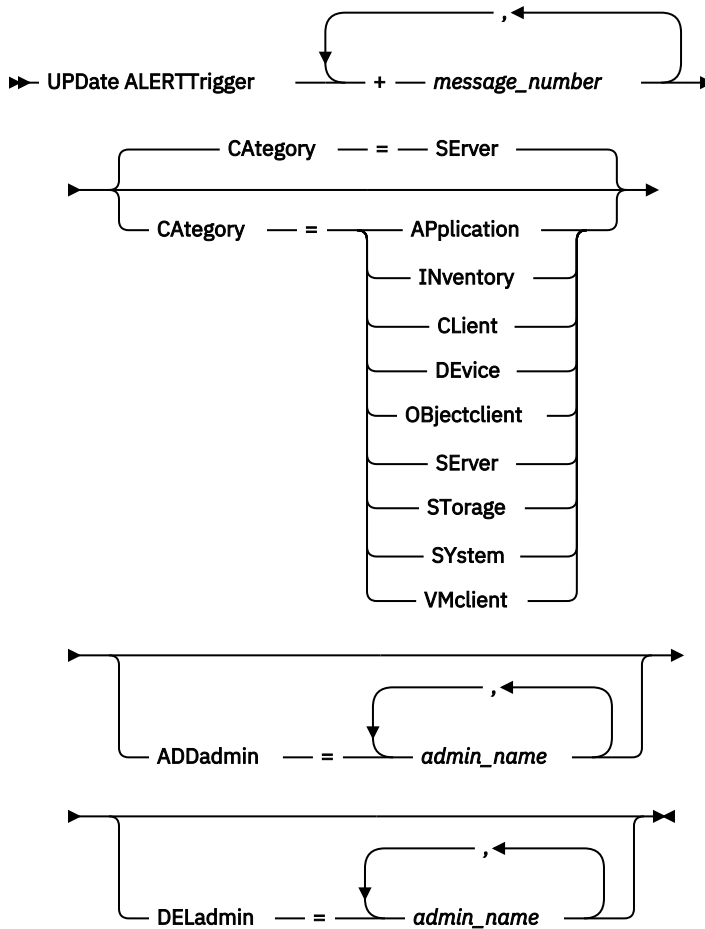 ,
UPDate ALERTTrigger + message_number
CAtegory = SErver
CAtegory = APplication
INventory
CLient
DEvice
OBjectclient
SErver
STorage
SYstem
VMclient
,
ADDadmin = admin_name
,
DELadmin = admin_name